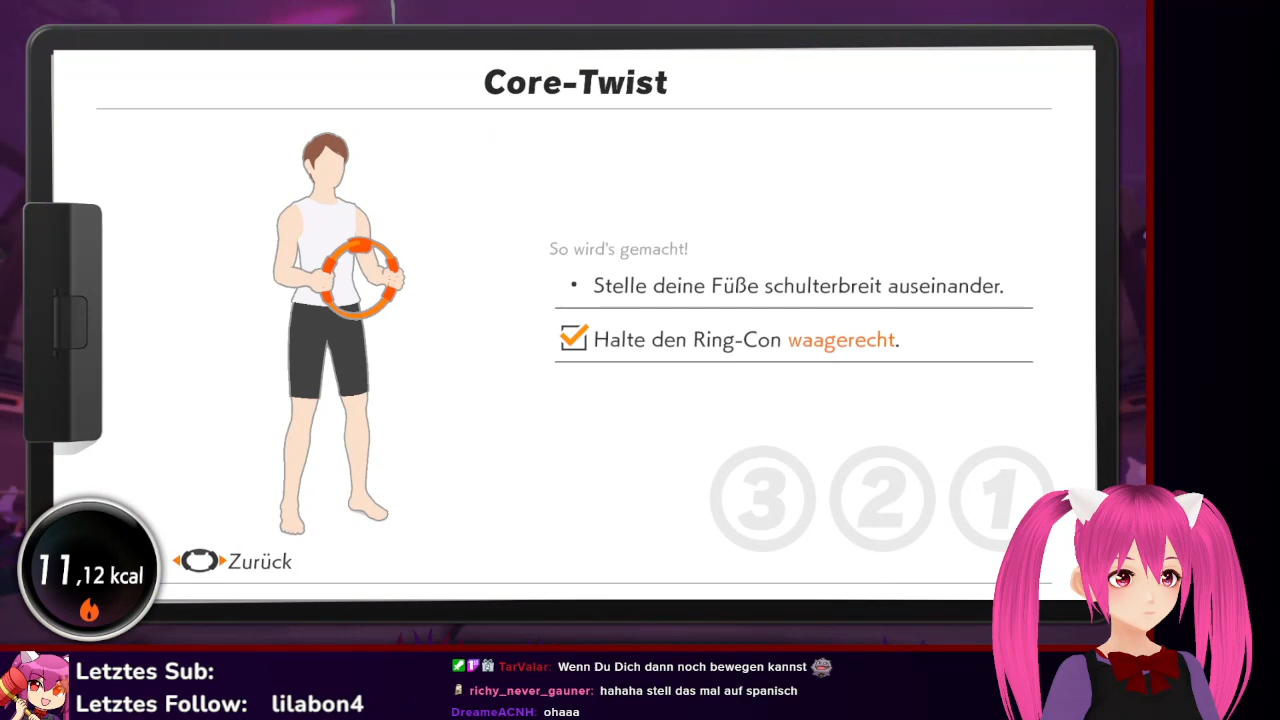 Core-Twist
So wird's gemacht!
• Stelle deine Füße schulterbreit auseinander.
Halte den Ring-Con waagerecht.
3 2 1
Zurück
11,12 kcal
Letztes Sub:
Letztes Follow: lilabon4
TarValar: Wenn Du Dich dann noch bewegen kannst
richy_never_gauner: hahaha stell das mal auf spanisch
DreameACNH: ohaaa